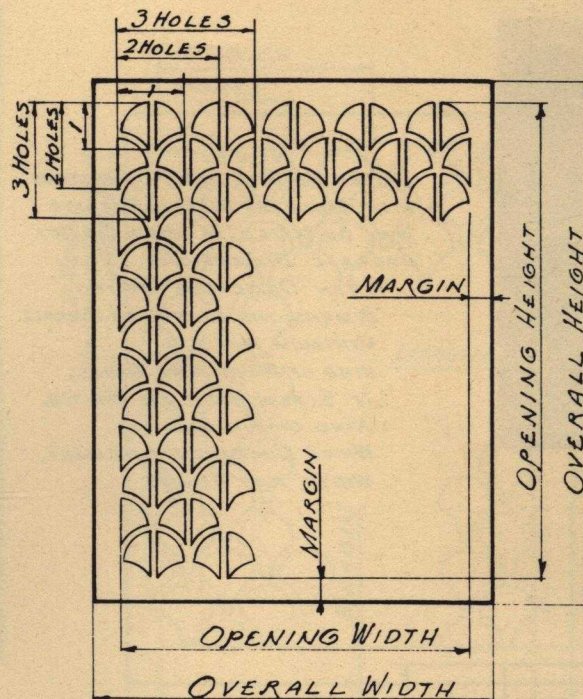 3 HOLES
2 HOLES
1
3 HOLES
2 HOLES
1
MARGIN
OPENING HEIGHT
OVERALL HEIGHT
MARGIN
OPENING WIDTH
OVERALL WIDTH